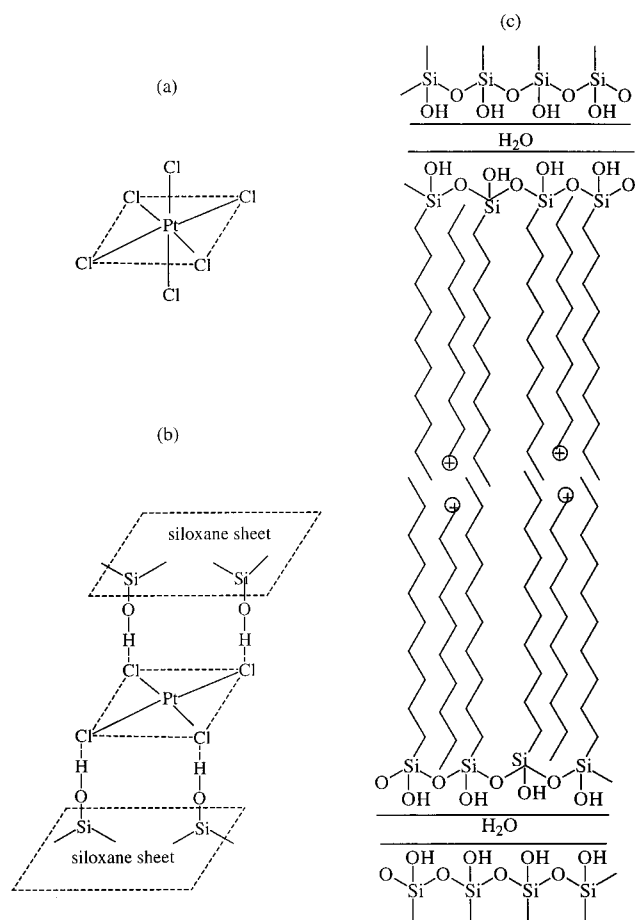 (a)
Cl
Cl Cl
Pt
Cl Cl
Cl
(b)
siloxane sheet
Si Si
O O
H H
Cl Cl
Pt
Cl Cl
H H
O O
Si Si
siloxane sheet
(c)
Si O Si O Si O Si O
OH OH OH OH
H₂O
OH OH OH OH
Si O Si O Si O Si O
+ +
+ +
O Si O Si O Si O Si
OH OH OH OH
H₂O
OH OH OH OH
O Si O Si O Si O Si